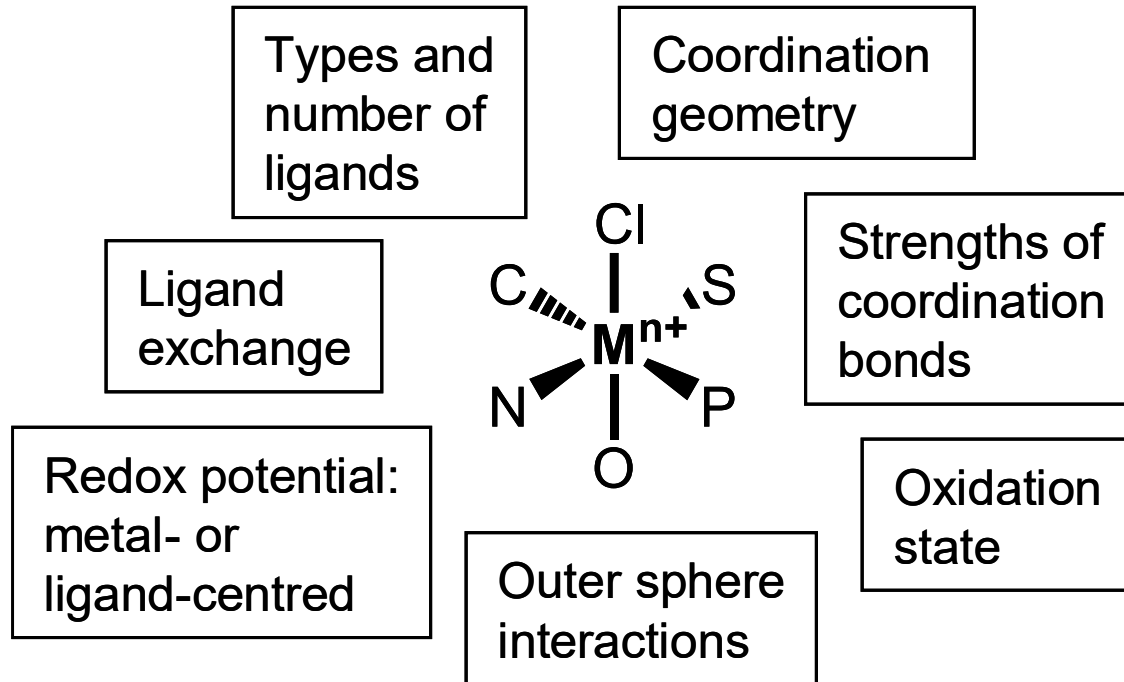 Types and
number of
ligands
Coordination
geometry
Ligand
exchange
Cl
C
S
Mn+
N
P
O
Strengths of
coordination
bonds
Redox potential:
metal- or
ligand-centred
Outer sphere
interactions
Oxidation
state